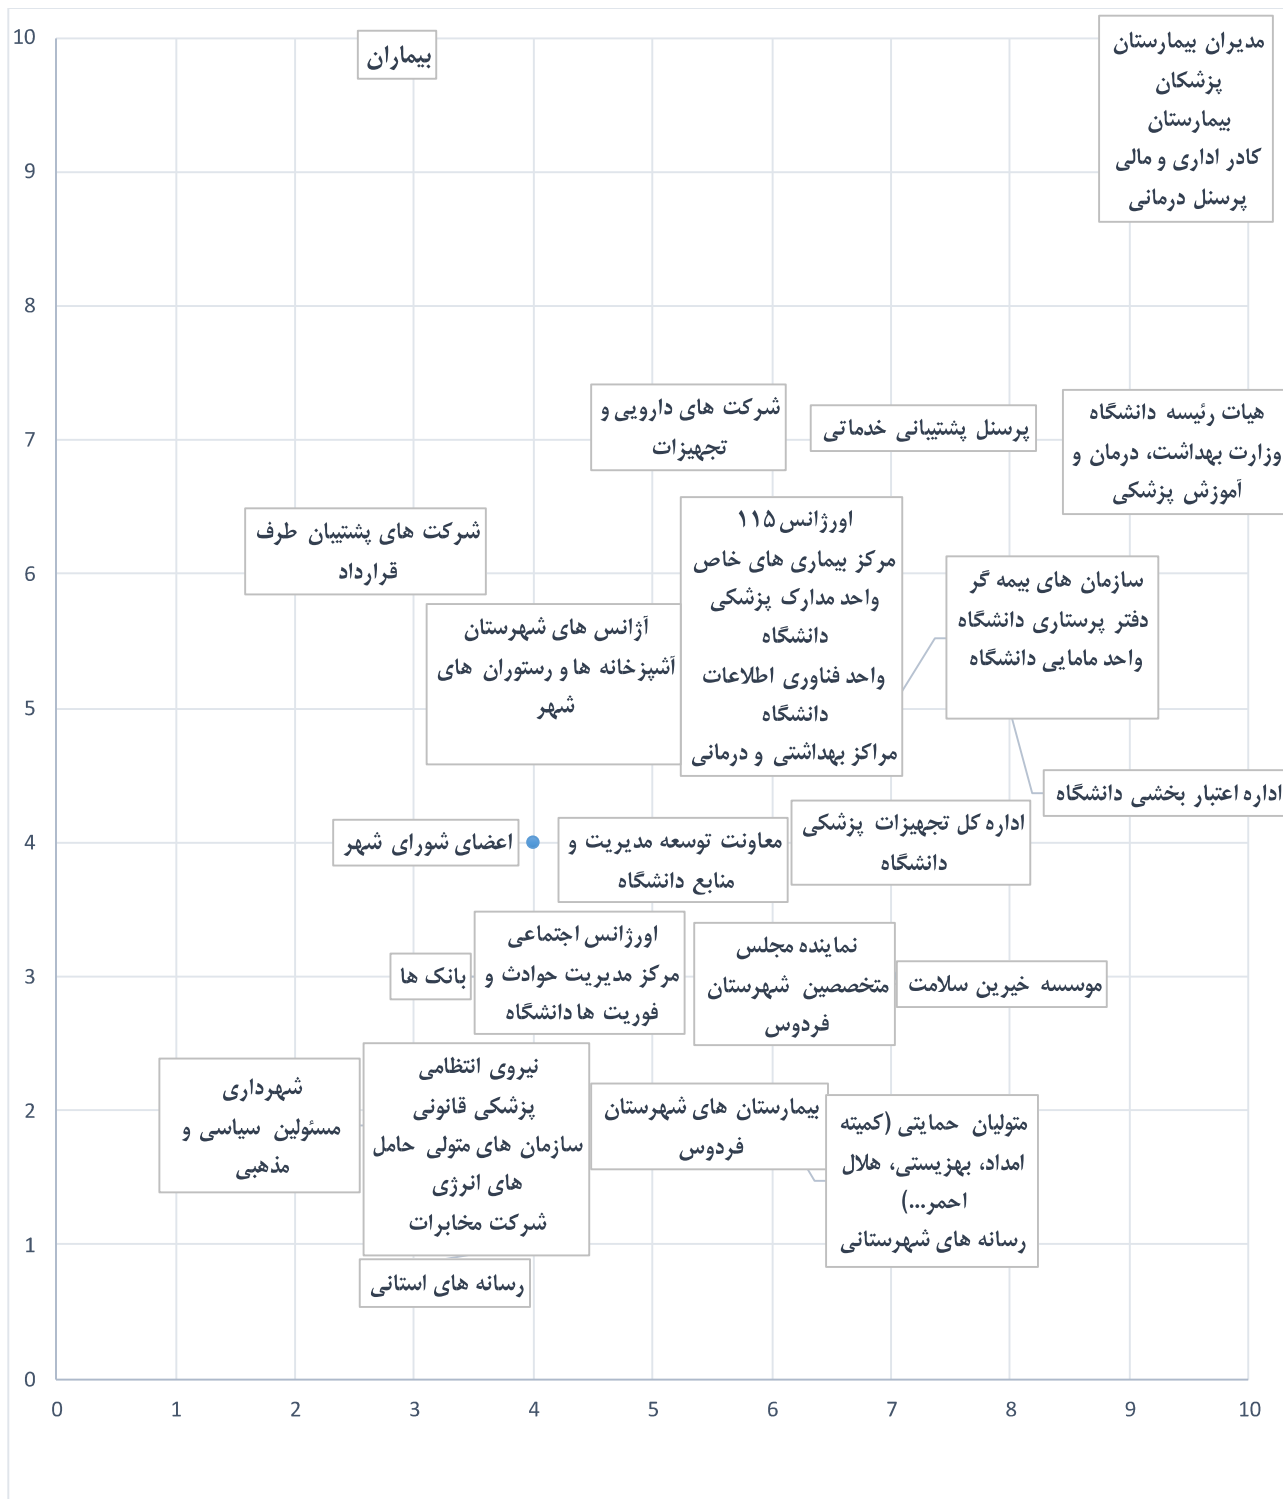 10
بیماران
مدیران بیمارستان
پزشکان
بیمارستان
کادر اداری و مالی
پرسنل درمانی
9
8
شرکت های دارویی و
تجهیزات
پرسنل پشتیبانی خدماتی
هیات رئیسه دانشگاه
وزارت بهداشت، درمان و
آموزش پزشکی
7
شرکت های پشتیبان طرف
قرارداد
6
اورژانس ۱۱۵
مرکز بیماری های خاص
واحد مدارک پزشکی
دانشگاه
واحد فناوری اطلاعات
دانشگاه
مراکز بهداشتی و درمانی
سازمان های بیمه گر
دفتر پرستاری دانشگاه
واحد مامایی دانشگاه
آژانس های شهرستان
آشپزخانه ها و رستوران های
شهر
5
اداره اعتبار بخشی دانشگاه
اداره کل تجهیزات پزشکی
دانشگاه
معاونت توسعه مدیریت و
منابع دانشگاه
اعضای شورای شهر
4
اورژانس اجتماعی
مرکز مدیریت حوادث و
فوریت ها دانشگاه
بانک ها
نماینده مجلس
متخصصین شهرستان
فردوس
موسسه خیرین سلامت
3
شهرداری
مسئولین سیاسی و
مذهبی
نیروی انتظامی
پزشکی قانونی
سازمان های متولی حامل
های انرژی
شرکت مخابرات
بیمارستان های شهرستان
فردوس
متولیان حمایتی (کمیته
امداد، بهزیستی، هلال
احمر...)
رسانه های شهرستانی
2
1
رسانه های استانی
0
0 1 2 3 4 5 6 7 8 9 10